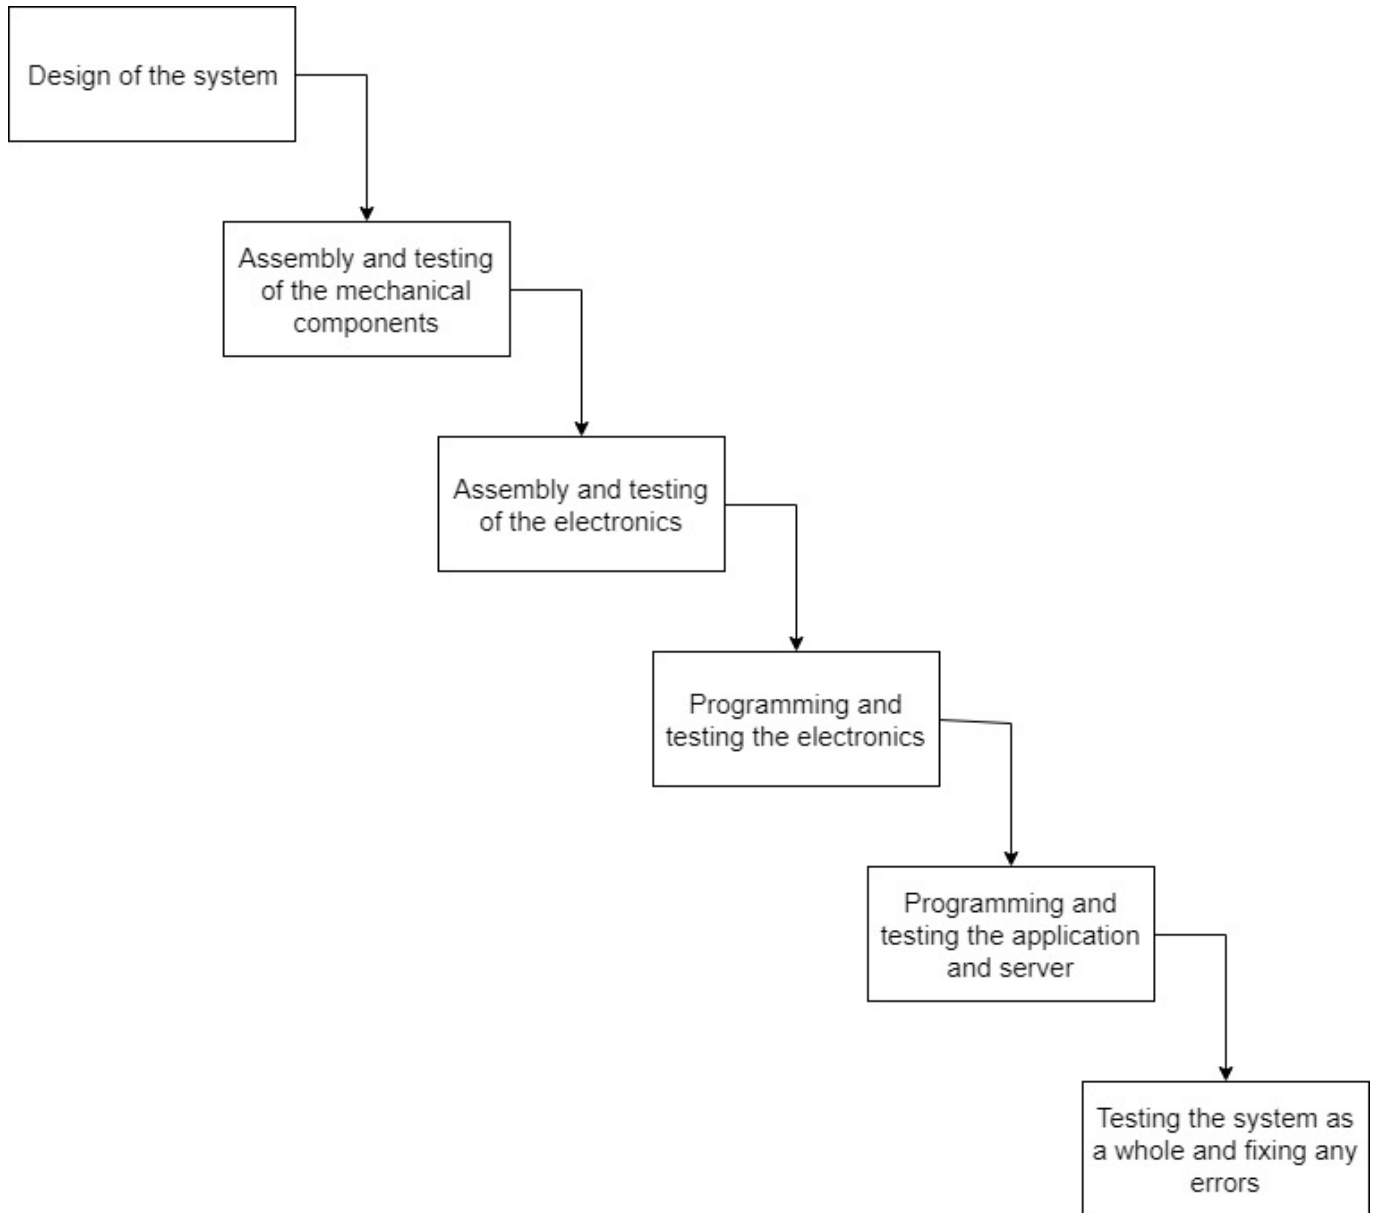 Design of the system
Assembly and testing
of the mechanical
components
Assembly and testing
of the electronics
Programming and
testing the electronics
Programming and
testing the application
and server
Testing the system as
a whole and fixing any
errors